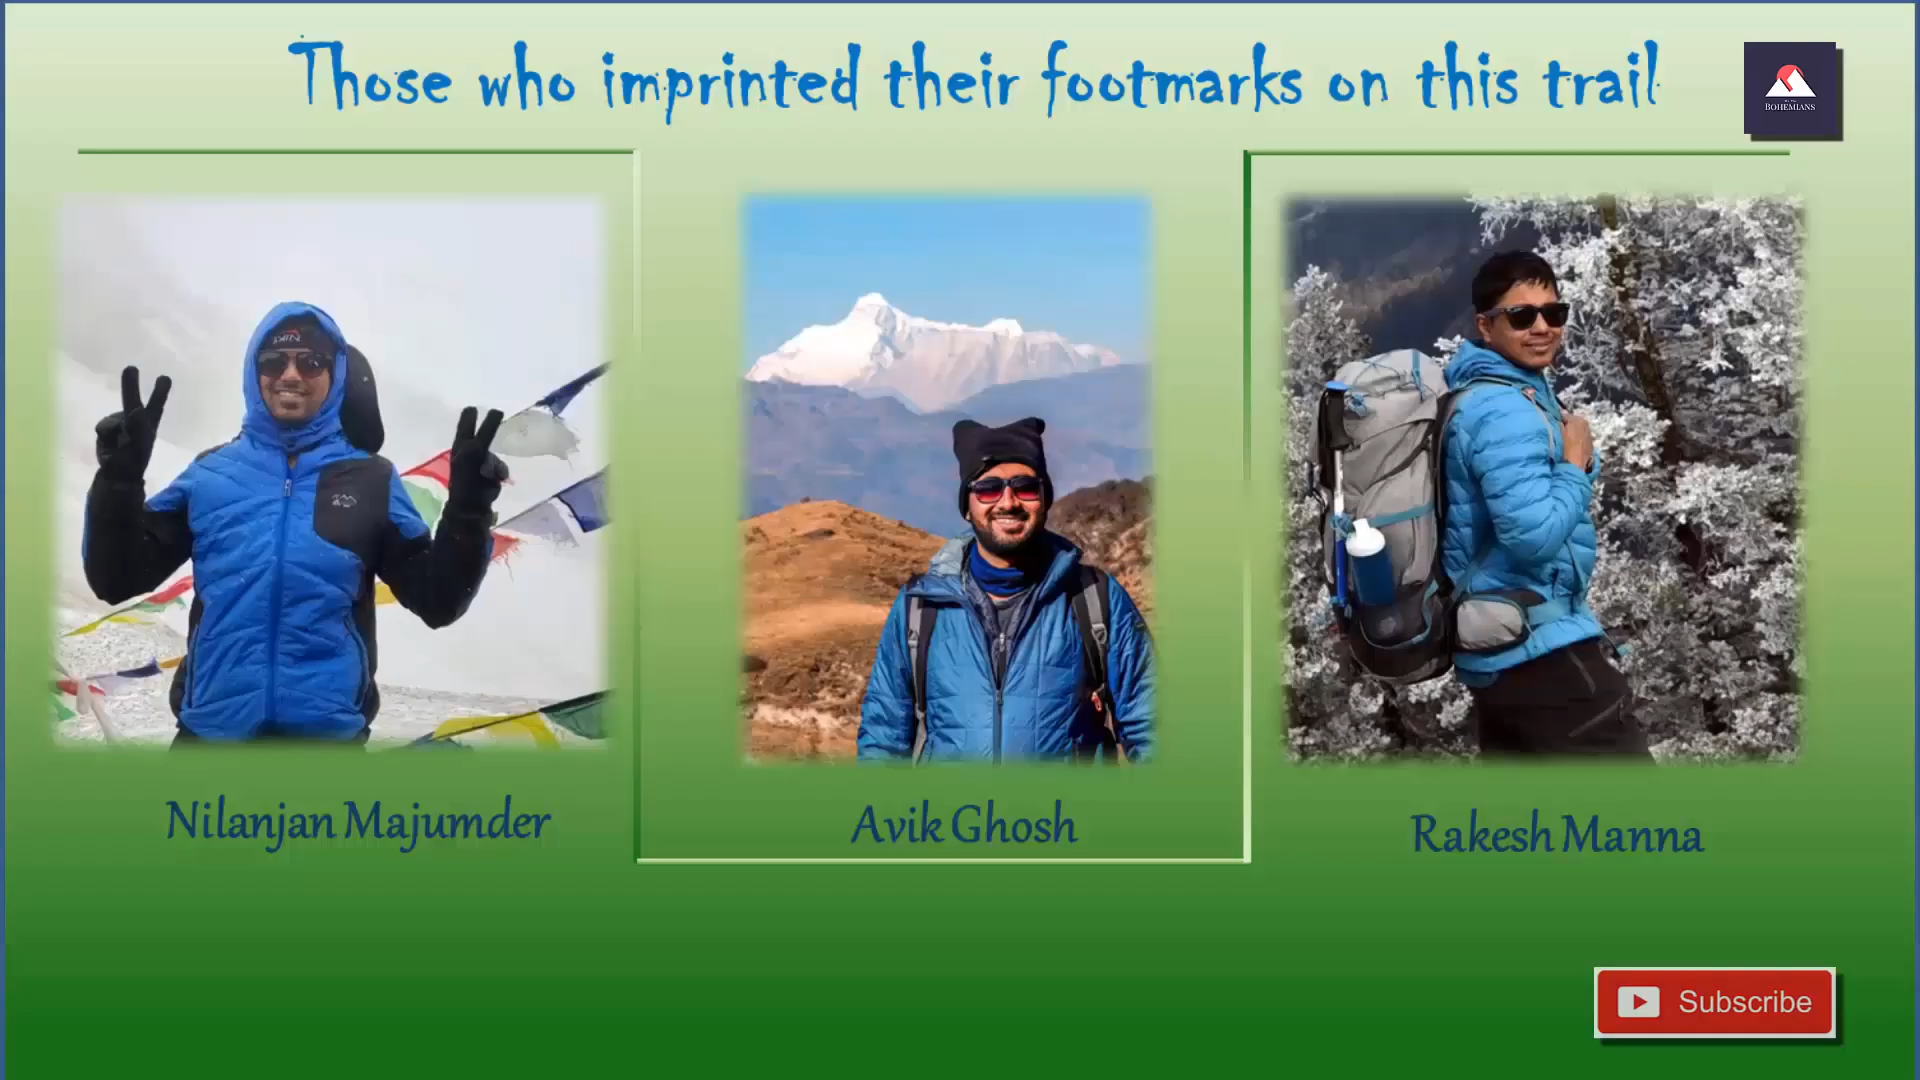 Those who imprinted their footmarks on this trail
BOHEMIANS
Nilanjan Majumder
Avik Ghosh
Rakesh Manna
Subscribe